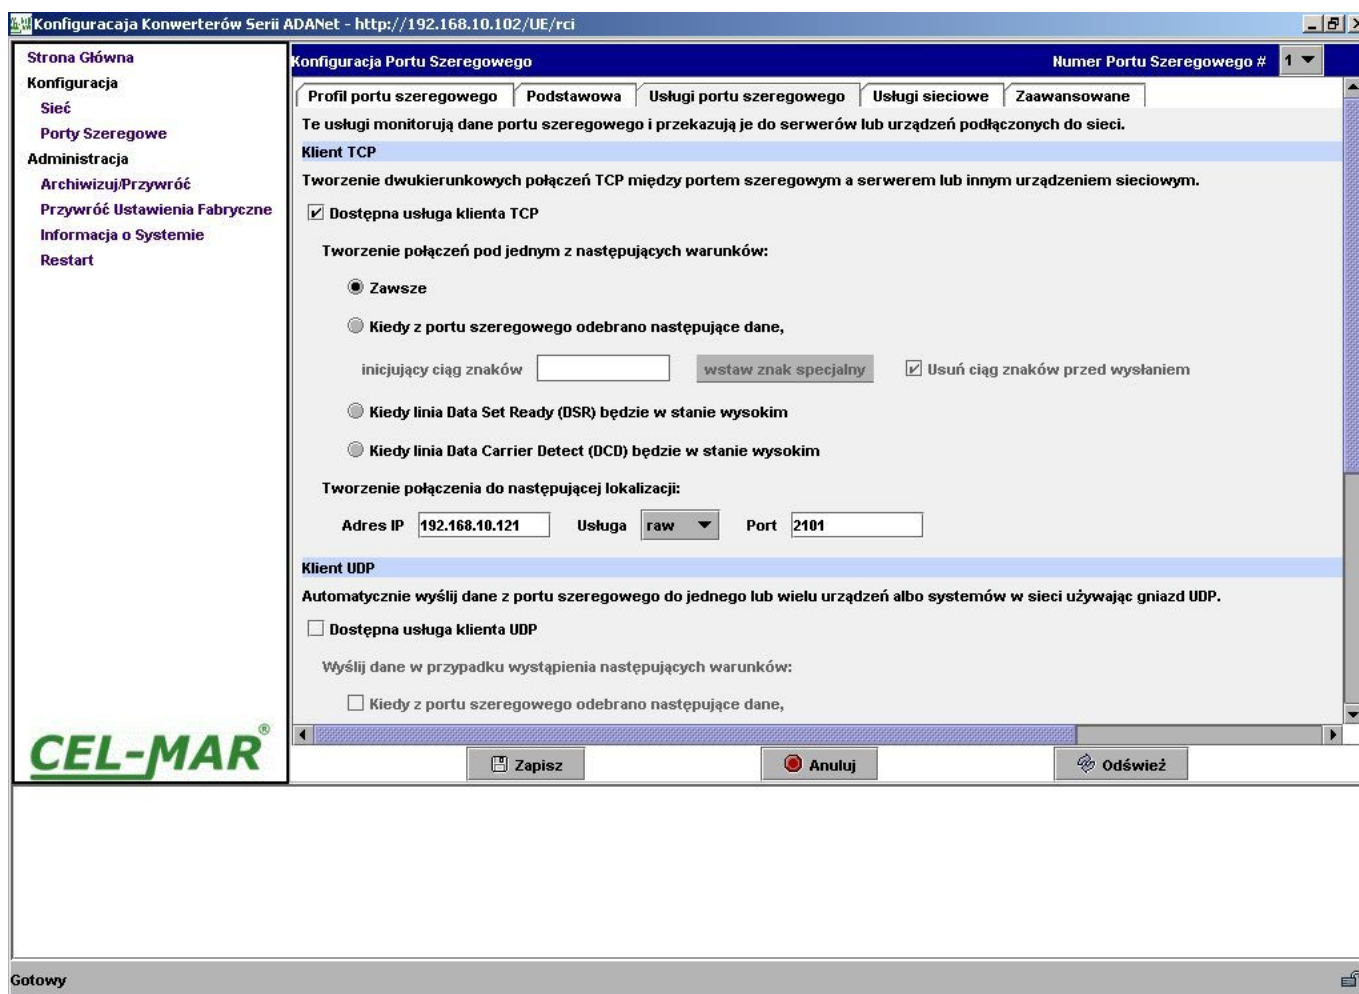 Konfiguracaja Konwerterów Serii ADANet - http://192.168.10.102/UE/rci
Strona Główna
Konfiguracja
Sieć
Porty Szeregowe
Administracja
Archiwizuj/Przywróć
Przywróć Ustawienia Fabryczne
Informacja o Systemie
Restart
CEL-MAR®
Konfiguracja Portu Szeregowego Numer Portu Szeregowego # 1
Profil portu szeregowego Podstawowa Usługi portu szeregowego Usługi sieciowe Zaawansowane
Te usługi monitorują dane portu szeregowego i przekazują je do serwerów lub urządzeń podłączonych do sieci.
Klient TCP
Tworzenie dwukierunkowych połączeń TCP między portem szeregowym a serwerem lub innym urządzeniem sieciowym.
Dostępna usługa klienta TCP
Tworzenie połączeń pod jednym z następujących warunków:
Zawsze
Kiedy z portu szeregowego odebrano następujące dane,
inicjujący ciąg znaków wstaw znak specjalny Usuń ciąg znaków przed wysłaniem
Kiedy linia Data Set Ready (DSR) będzie w stanie wysokim
Kiedy linia Data Carrier Detect (DCD) będzie w stanie wysokim
Tworzenie połączenia do następującej lokalizacji:
Adres IP 192.168.10.121 Usługa raw Port 2101
Klient UDP
Automatycznie wyślij dane z portu szeregowego do jednego lub wielu urządzeń albo systemów w sieci używając gniazd UDP.
Dostępna usługa klienta UDP
Wyślij dane w przypadku wystąpienia następujących warunków:
Kiedy z portu szeregowego odebrano następujące dane,
Zapisz Anuluj Odśwież
Gotowy